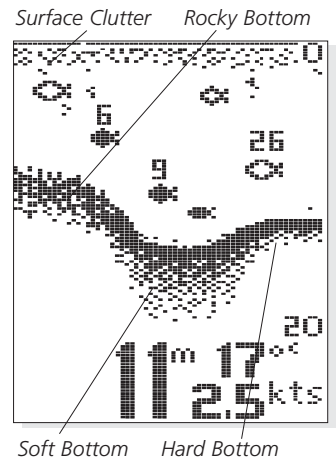 Surface Clutter Rocky Bottom
0
6
26
9
20
11m 17°c
2.5kts
Soft Bottom Hard Bottom